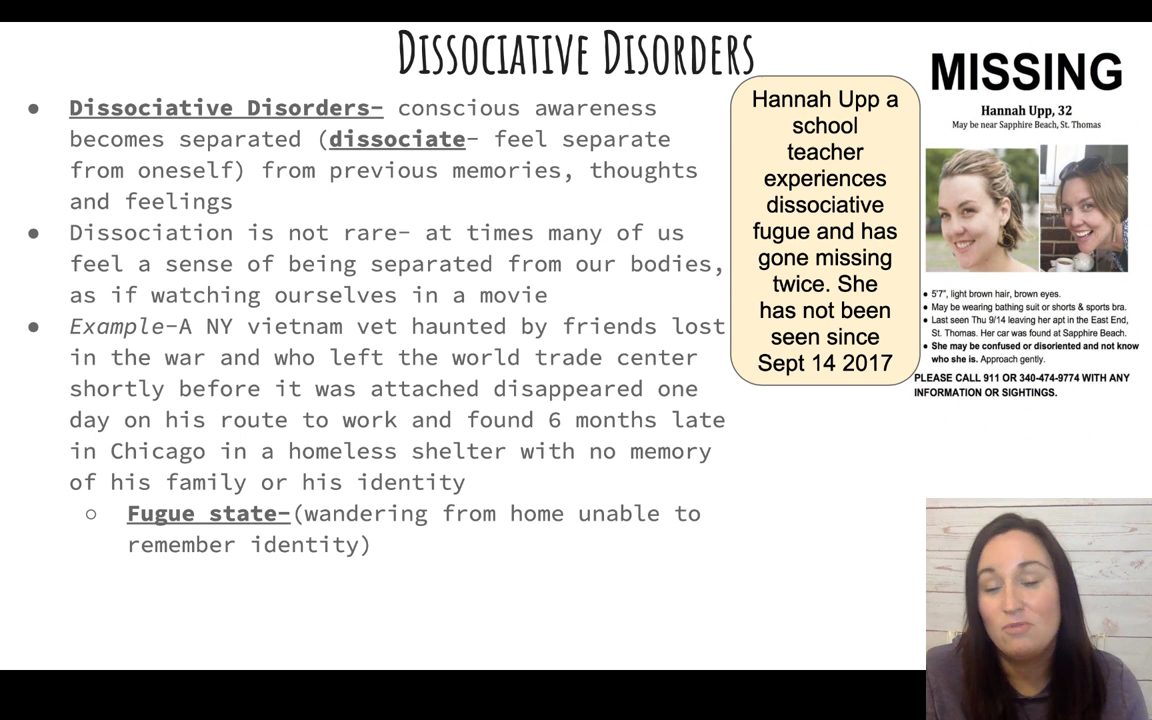 Dissociative Disorders
● Dissociative Disorders- conscious awareness
becomes separated (dissociate- feel separate
from oneself) from previous memories, thoughts
and feelings
● Dissociation is not rare- at times many of us
feel a sense of being separated from our bodies,
as if watching ourselves in a movie
● Example-A NY vietnam vet haunted by friends lost
in the war and who left the world trade center
shortly before it was attached disappeared one
day on his route to work and found 6 months late
in Chicago in a homeless shelter with no memory
of his family or his identity
○ Fugue state-(wandering from home unable to
remember identity)
Hannah Upp a
school
teacher
experiences
dissociative
fugue and has
gone missing
twice. She
has not been
seen since
Sept 14 2017
MISSING
Hannah Upp, 32
May be near Sapphire Beach, St. Thomas
● 5'7", light brown hair, brown eyes.
● May be wearing bathing suit or shorts & sports bra.
● Last seen Thu 9/14 leaving her apt in the East End,
St. Thomas. Her car was found at Sapphire Beach.
● She may be confused or disoriented and not know
who she is. Approach gently.
PLEASE CALL 911 OR 340-474-9774 WITH ANY
INFORMATION OR SIGHTINGS.